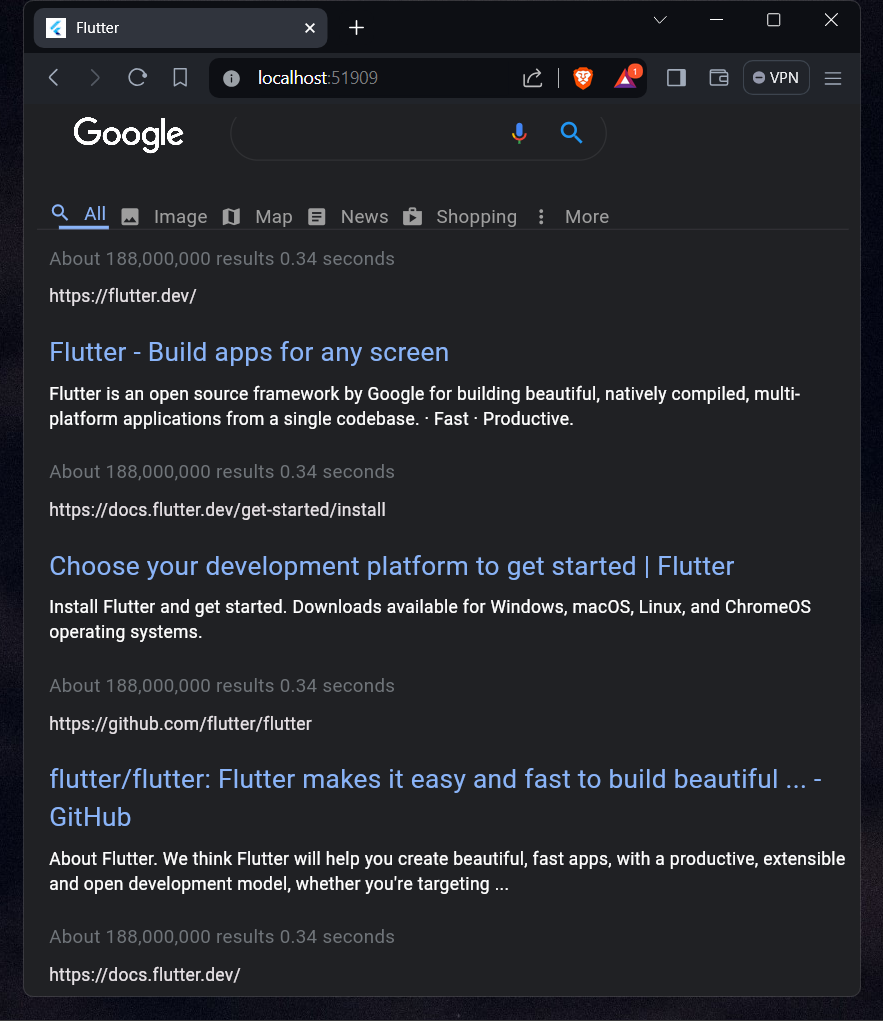 Flutter
localhost:51909
1
VPN
Google
All Image Map News Shopping More
About 188,000,000 results 0.34 seconds
https://flutter.dev/
Flutter - Build apps for any screen
Flutter is an open source framework by Google for building beautiful, natively compiled, multi-
platform applications from a single codebase. · Fast · Productive.
About 188,000,000 results 0.34 seconds
https://docs.flutter.dev/get-started/install
Choose your development platform to get started | Flutter
Install Flutter and get started. Downloads available for Windows, macOS, Linux, and ChromeOS
operating systems.
About 188,000,000 results 0.34 seconds
https://github.com/flutter/flutter
flutter/flutter: Flutter makes it easy and fast to build beautiful ... -
GitHub
About Flutter. We think Flutter will help you create beautiful, fast apps, with a productive, extensible
and open development model, whether you're targeting ...
About 188,000,000 results 0.34 seconds
https://docs.flutter.dev/